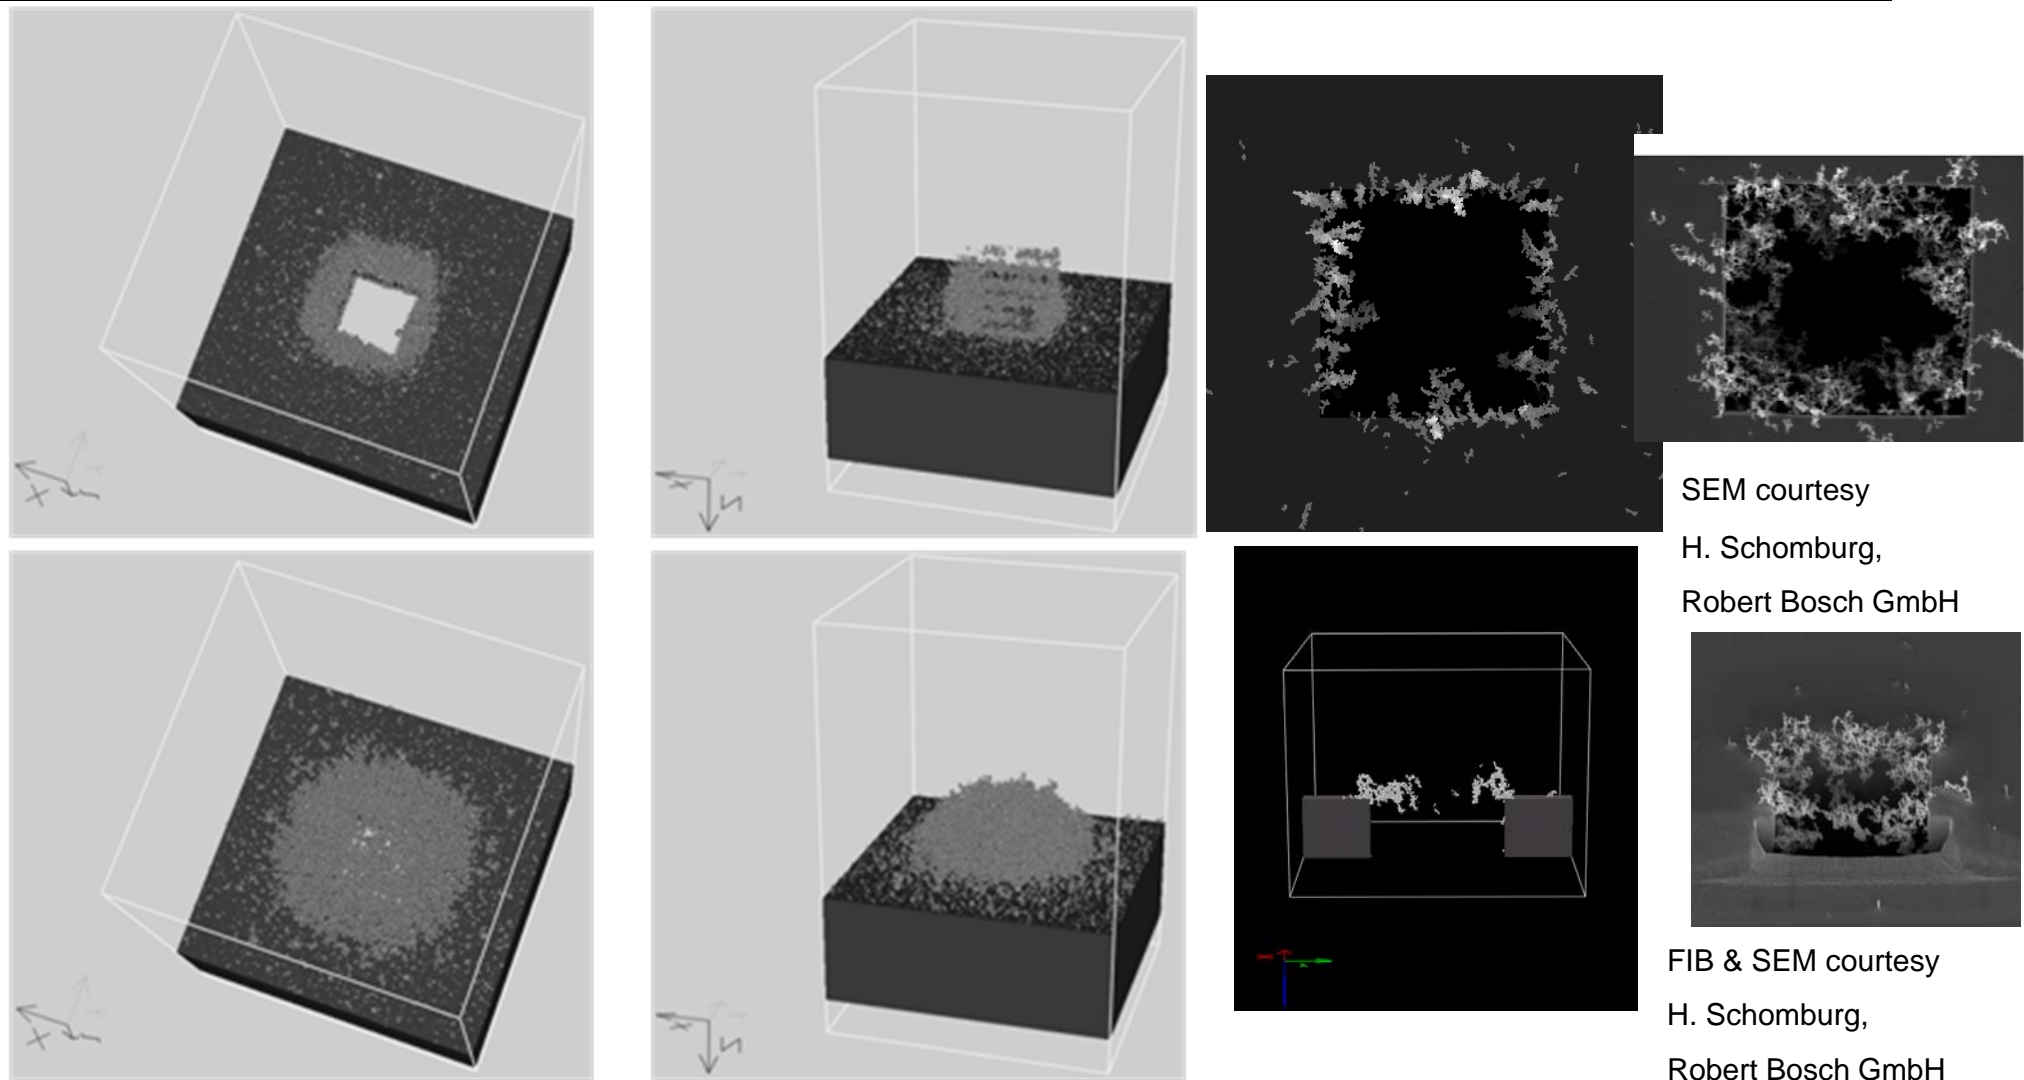 SEM courtesy
H. Schomburg,
Robert Bosch GmbH
FIB & SEM courtesy
H. Schomburg,
Robert Bosch GmbH